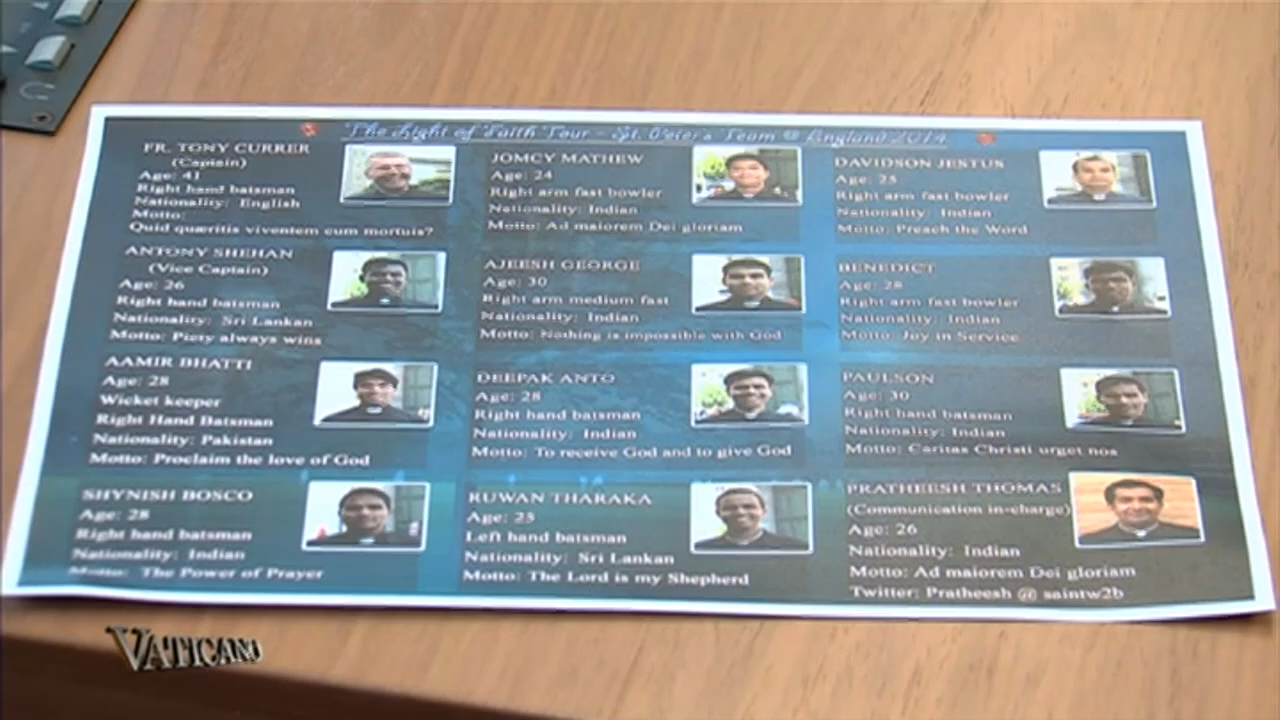 The Light of Faith Tour - St. Peter's Team @ England 2014
FR. TONY CURRER
(Captain)
Age: 41
Right hand batsman
Nationality: English
Motto:
Quid quæritis viventem cum mortuis?
ANTONY SHEHAN
(Vice Captain)
Age: 26
Right hand batsman
Nationality: Sri Lankan
Motto: Piety always wins
AAMIR BHATTI
Age: 28
Wicket keeper
Right Hand Batsman
Nationality: Pakistan
Motto: Proclaim the love of God
SHYNISH BOSCO
Age: 28
Right hand batsman
Nationality: Indian
Motto: The Power of Prayer
JOMCY MATHEW
Age: 24
Right arm fast bowler
Nationality: Indian
Motto: Ad maiorem Dei gloriam
AJEESH GEORGE
Age: 30
Right arm medium fast
Nationality: Indian
Motto: Nothing is impossible with God
DEEPAK ANTO
Age: 28
Right hand batsman
Nationality: Indian
Motto: To receive God and to give God
RUWAN THARAKA
Age: 25
Left hand batsman
Nationality: Sri Lankan
Motto: The Lord is my Shepherd
DAVIDSON JESTUS
Age: 25
Right arm fast bowler
Nationality: Indian
Motto: Preach the Word
BENEDICT
Age: 28
Right arm fast bowler
Nationality: Indian
Motto: Joy in Service
PAULSON
Age: 30
Right hand batsman
Nationality: Indian
Motto: Caritas Christi urget nos
PRATHEESH THOMAS
(Communication in-charge)
Age: 26
Nationality: Indian
Motto: Ad maiorem Dei gloriam
Twitter: Pratheesh @ saintw2b
VATICANO